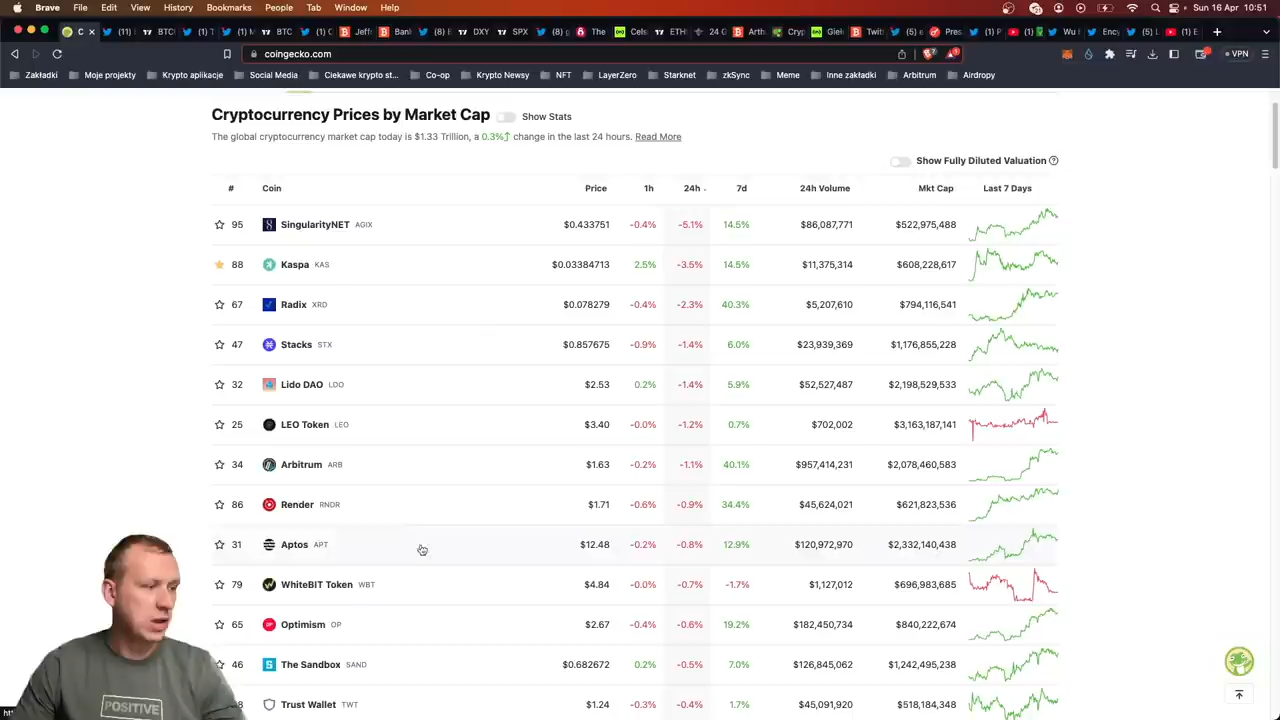 Brave File Edit View History Bookmarks People Tab Window Help Sun 16 Apr 10:51
coingecko.com VPN
Zakładki Moje projekty Krypto aplikacje Social Media Ciekawe krypto st... Co-op Krypto Newsy NFT LayerZero Starknet zkSync Meme Inne zakładki Arbitrum Airdropy
Cryptocurrency Prices by Market Cap Show Stats
The global cryptocurrency market cap today is $1.33 Trillion, a 0.3% change in the last 24 hours. Read More
Show Fully Diluted Valuation
# Coin Price 1h 24h 7d 24h Volume Mkt Cap Last 7 Days
95 SingularityNET AGIX $0.433751 -0.4% -5.1% 14.5% $86,087,771 $522,975,488
88 Kaspa KAS $0.03384713 2.5% -3.5% 14.5% $11,375,314 $608,228,617
67 Radix XRD $0.078279 -0.4% -2.3% 40.3% $5,207,610 $794,116,541
47 Stacks STX $0.857675 -0.9% -1.4% 6.0% $23,939,369 $1,176,855,228
32 Lido DAO LDO $2.53 0.2% -1.4% 5.9% $52,527,487 $2,198,529,533
25 LEO Token LEO $3.40 -0.0% -1.2% 0.7% $702,002 $3,163,187,141
34 Arbitrum ARB $1.63 -0.2% -1.1% 40.1% $957,414,231 $2,078,460,583
86 Render RNDR $1.71 -0.6% -0.9% 34.4% $45,624,021 $621,823,536
31 Aptos APT $12.48 -0.2% -0.8% 12.9% $120,972,970 $2,332,140,438
79 WhiteBIT Token WBT $4.84 -0.0% -0.7% -1.7% $1,127,012 $696,983,685
65 Optimism OP $2.67 -0.4% -0.6% 19.2% $182,450,734 $840,222,674
46 The Sandbox SAND $0.682672 0.2% -0.5% 7.0% $126,845,062 $1,242,495,238
Trust Wallet TWT $1.24 -0.3% -0.4% 1.7% $45,091,920 $518,184,348
POSITIVE